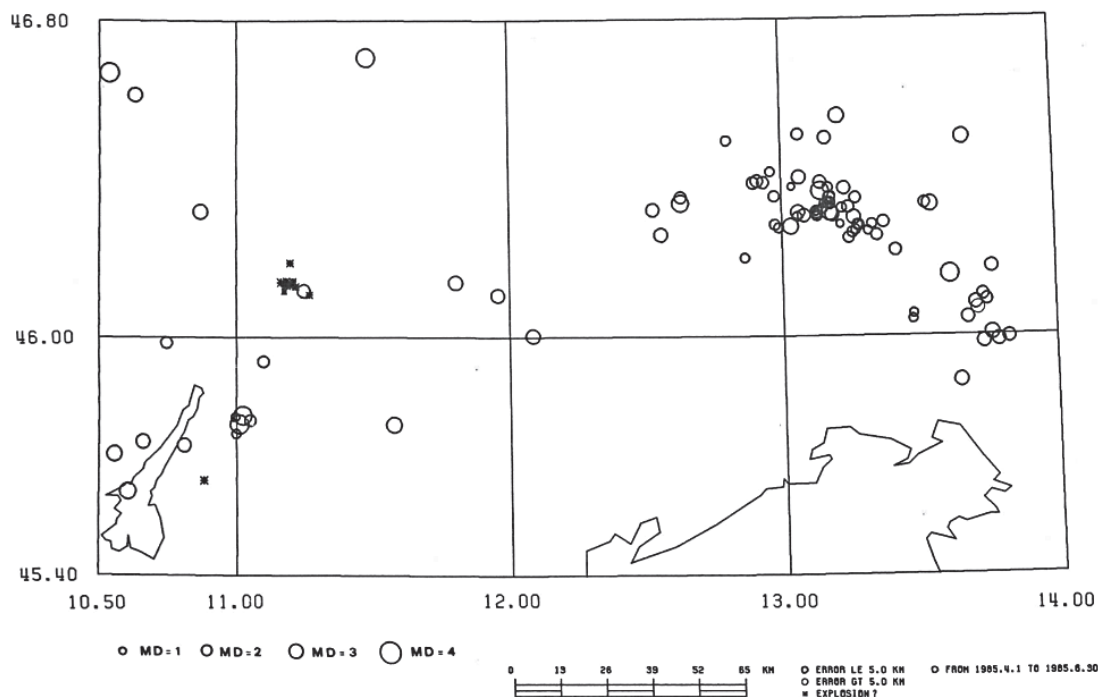 46.80
46.00
45.40
10.50 11.00 12.00 13.00 14.00
MD=1 MD=2 MD=3 MD=4
0 13 26 39 52 65 KM
ERROR LE 5.0 KM FROM 1985.4.1 TO 1985.6.30
ERROR GT 5.0 KM
EXPLOSION?